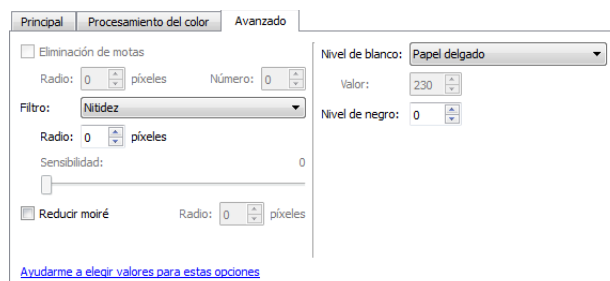 Principal Procesamiento del color Avanzado
Eliminación de motas
Radio: 0 píxeles Número: 0
Filtro: Nitidez
Radio: 0 píxeles
Sensibilidad: 0
Reducir moiré Radio: 0 píxeles
Ayudarme a elegir valores para estas opciones
Nivel de blanco: Papel delgado
Valor: 230
Nivel de negro: 0